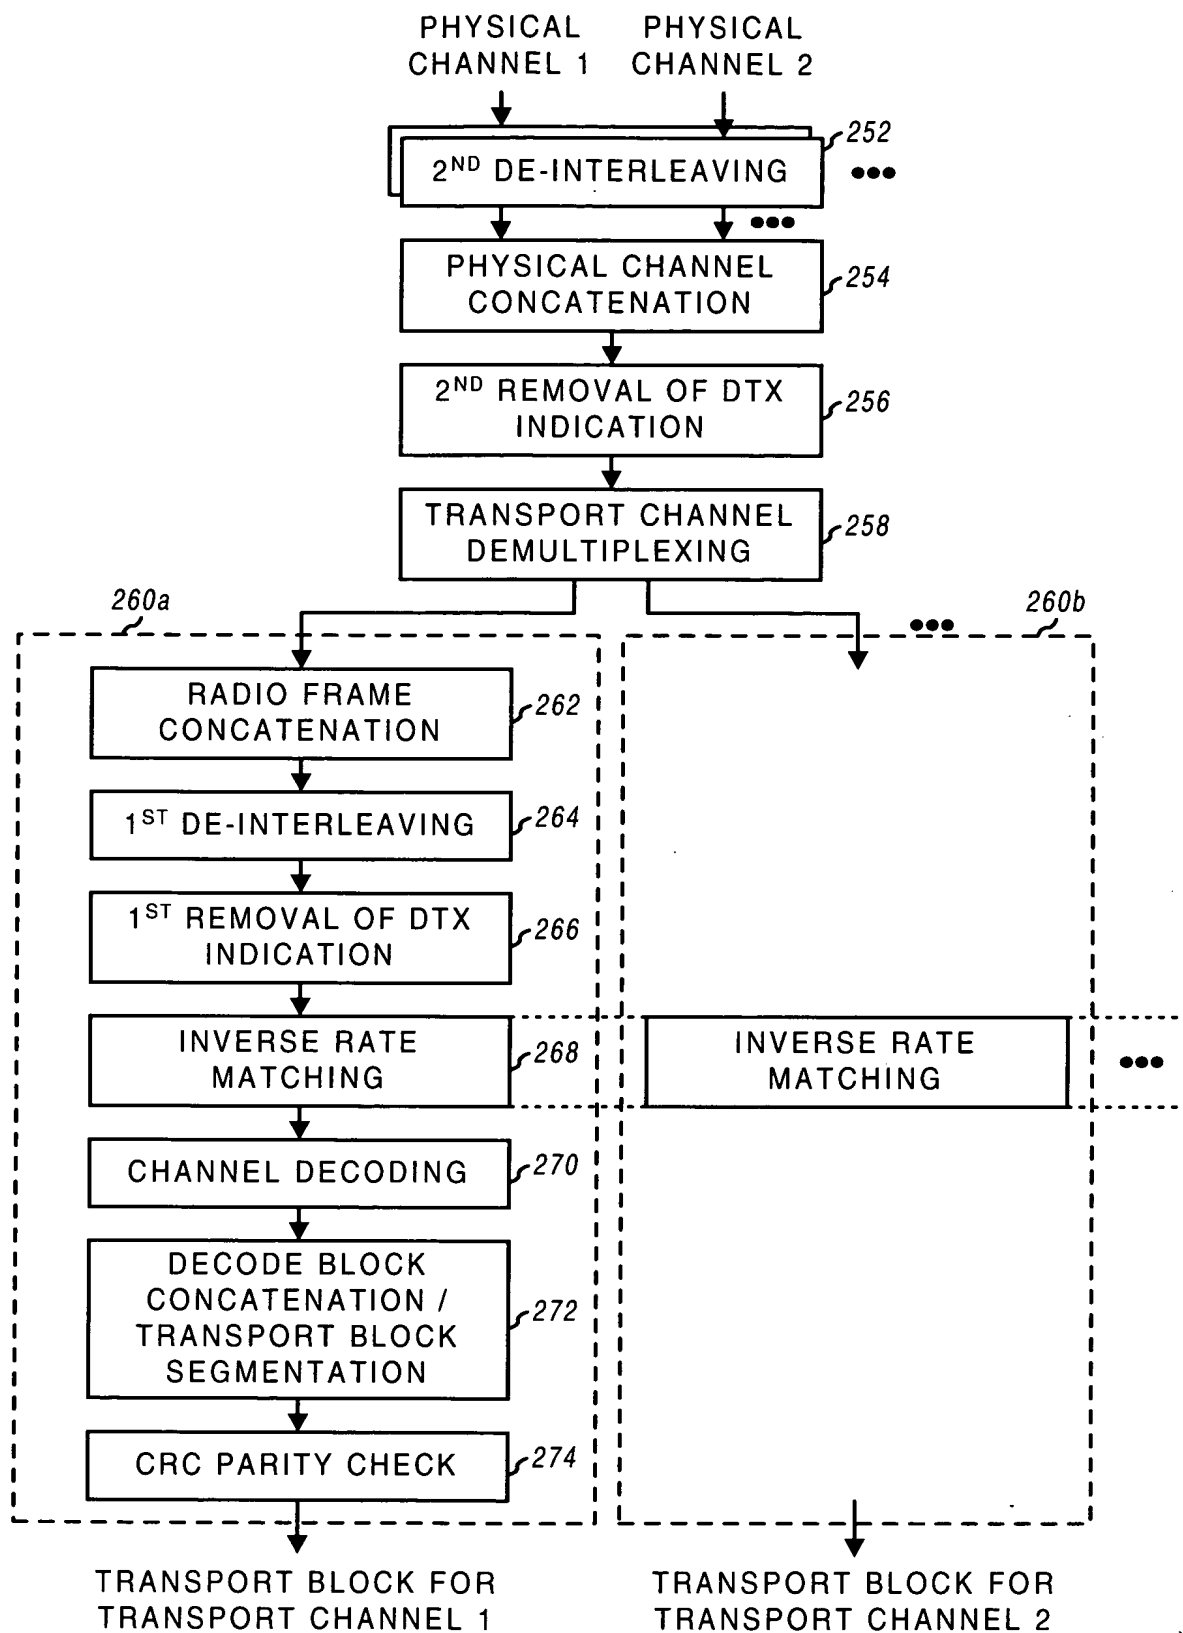 PHYSICAL
CHANNEL 1
PHYSICAL
CHANNEL 2
252
2ND DE-INTERLEAVING
PHYSICAL CHANNEL
CONCATENATION
254
2ND REMOVAL OF DTX
INDICATION
256
TRANSPORT CHANNEL
DEMULTIPLEXING
258
260a
260b
RADIO FRAME
CONCATENATION
262
1ST DE-INTERLEAVING
264
1ST REMOVAL OF DTX
INDICATION
266
INVERSE RATE
MATCHING
268
INVERSE RATE
MATCHING
CHANNEL DECODING
270
DECODE BLOCK
CONCATENATION /
TRANSPORT BLOCK
SEGMENTATION
272
CRC PARITY CHECK
274
TRANSPORT BLOCK FOR
TRANSPORT CHANNEL 1
TRANSPORT BLOCK FOR
TRANSPORT CHANNEL 2